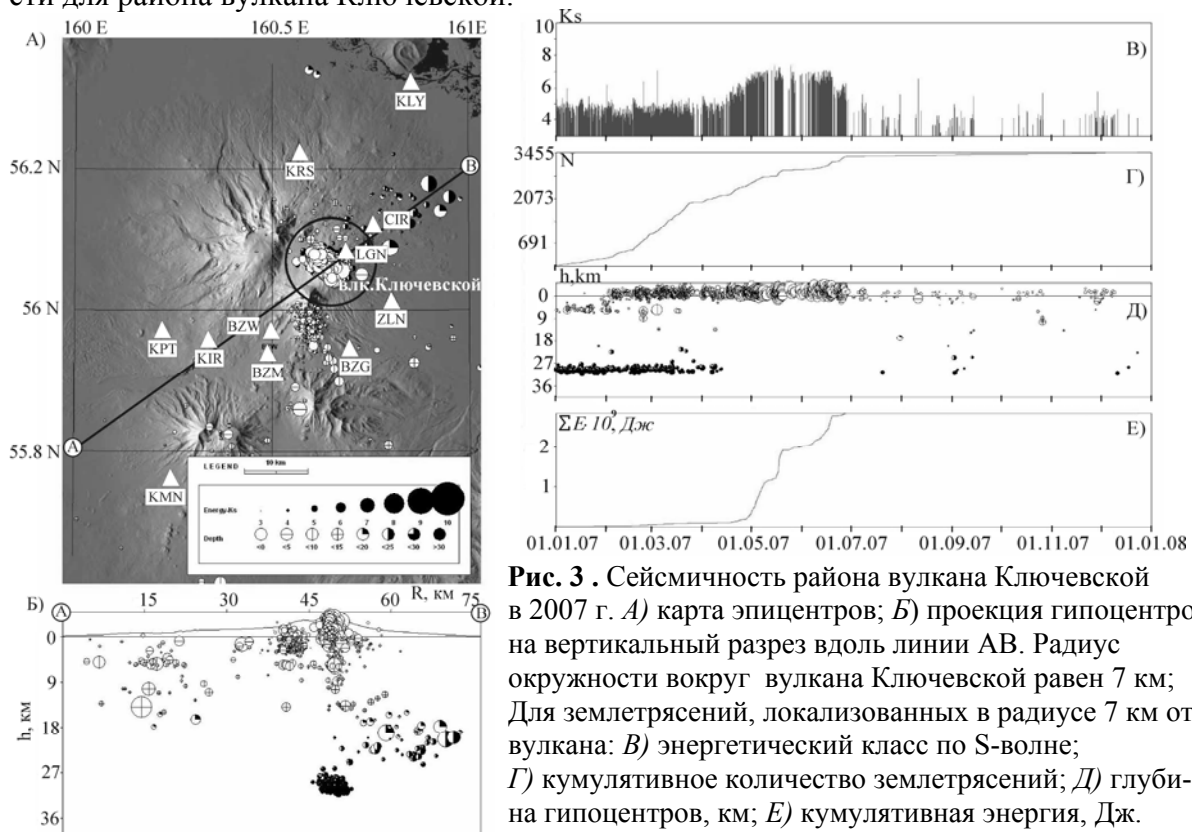 сти для района вулкана Ключевской.
160 E 160.5 E 161E
А)
KLY
56.2 N
B
KRS
CIR
LGN
влк.Ключевской
56 N
ZLN
BZW
KPT
KIR
BZM
BZG
55.8 N
A
KMN
LEGEND 10 km
Energy-Ks
3 4 5 6 7 8 9 10
Depth
<0 <5 <10 <15 <20 <25 <30 >30
Б)
A 15 30 45 60 R, км 75 B
0
9
18
27
36
h, км
10 Ks
В)
8
6
4
3455
N
Г)
2073
691
h,km
0
9
18
27
36
Д)
ΣE·10⁹, Дж
Е)
2
1
01.01.07 01.03.07 01.05.07 01.07.07 01.09.07 01.11.07 01.01.08
Рис. 3 . Сейсмичность района вулкана Ключевской
в 2007 г. А) карта эпицентров; Б) проекция гипоцентро
на вертикальный разрез вдоль линии АВ. Радиус
окружности вокруг вулкана Ключевской равен 7 км;
Для землетрясений, локализованных в радиусе 7 км от
вулкана: В) энергетический класс по S-волне;
Г) кумулятивное количество землетрясений; Д) глуби-
на гипоцентров, км; Е) кумулятивная энергия, Дж.